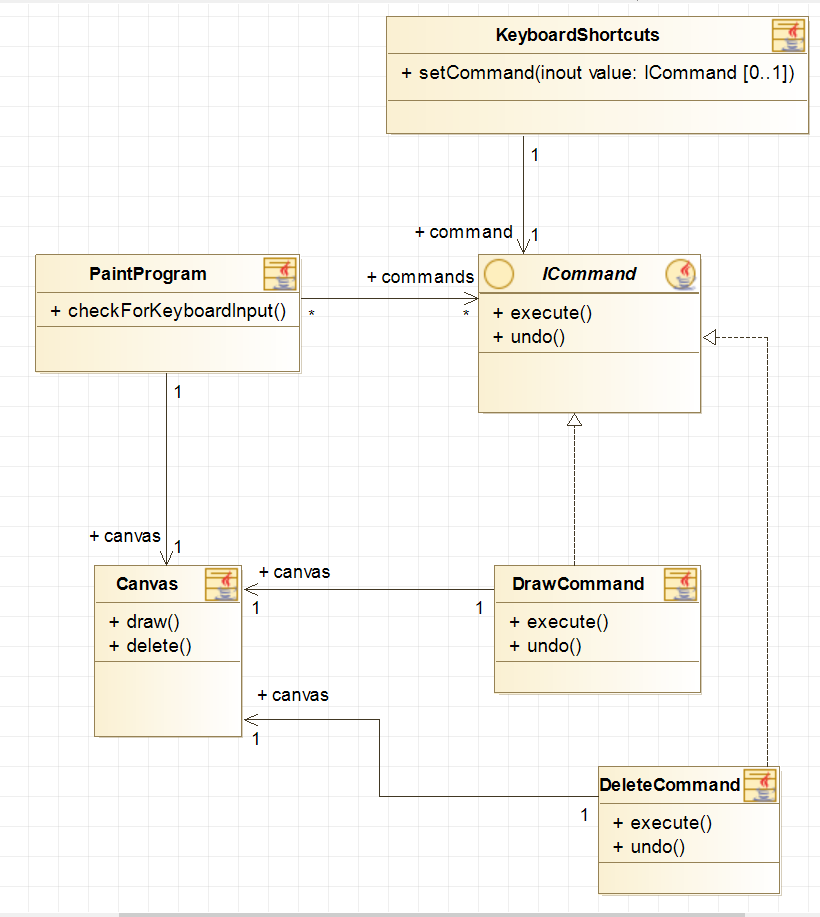 KeyboardShortcuts
+ setCommand(inout value: ICommand [0..1])
1
+ command
1
PaintProgram
+ checkForKeyboardInput()
*
+ commands
*
ICommand
+ execute()
+ undo()
1
+ canvas
1
Canvas
+ draw()
+ delete()
+ canvas
1
1
DrawCommand
+ execute()
+ undo()
+ canvas
1
1
DeleteCommand
+ execute()
+ undo()